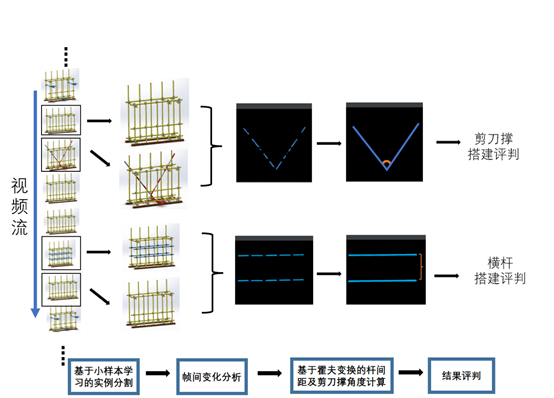 视频流
剪刀撑
搭建评判
横杆
搭建评判
基于小样本学
习的实例分割
帧间变化分析
基于霍夫变换的杆间
距及剪刀撑角度计算
结果评判